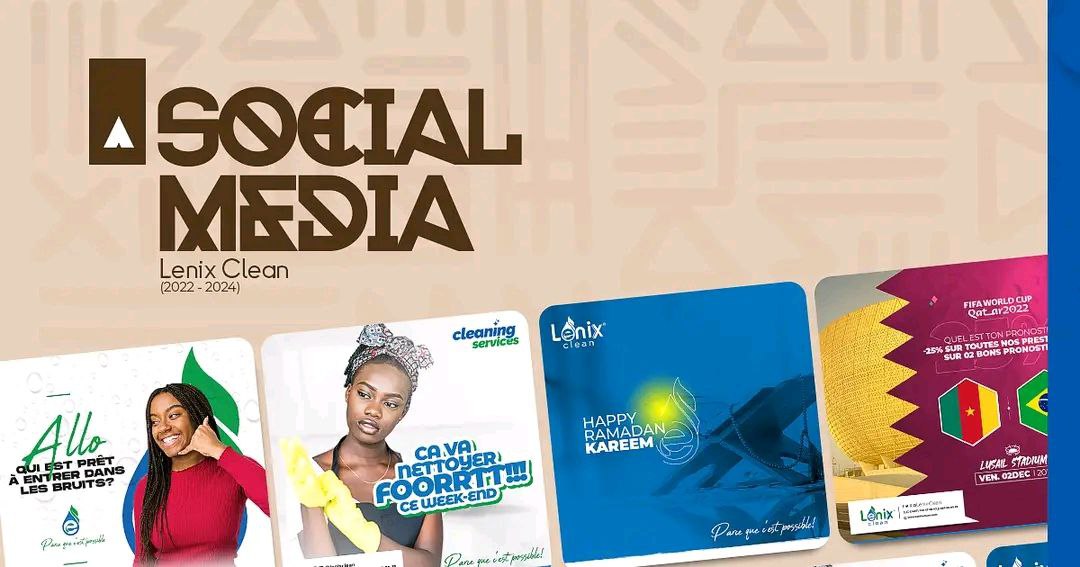 SOCIAL
MEDIA
Lenix Clean
(2022 - 2024)
Allo
QUI EST PRÊT
À ENTRER DANS
LES BRUITS?
Parce que c'est possible
cleaning
services
ÇA VA
NETTOYER
FOORRTT!!!
CE WEEK-END
Parce que c'est possible!
Lenix
clean
HAPPY
RAMADAN
KAREEM
Parce que c'est possible!
FIFA WORLD CUP
Qatar2022
QUEL EST TON PRONOST
-25% SUR TOUTES NOS PREST
SUR 02 BONS PRONOSTI
LUSAIL STADIUM
VEN. 02DEC
Lenix
clean
Lenix